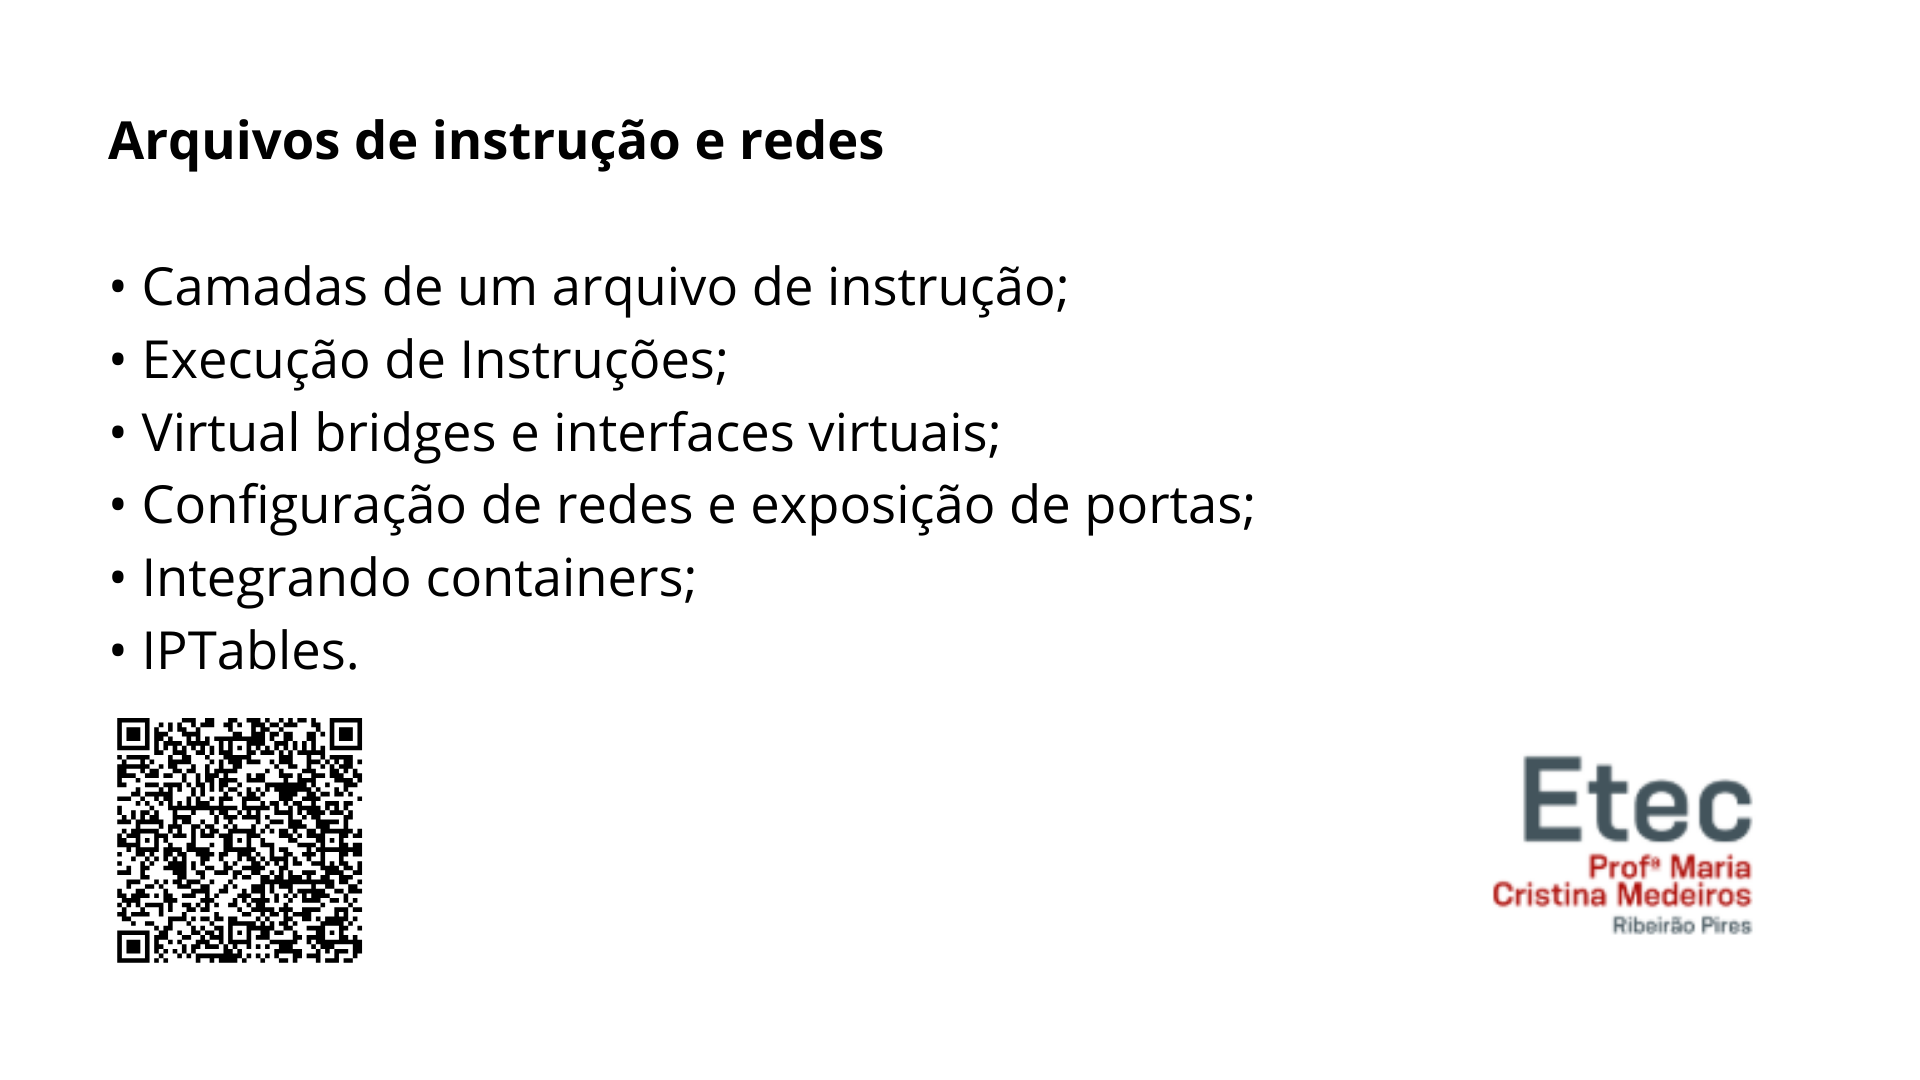 Arquivos de instrução e redes
• Camadas de um arquivo de instrução;
• Execução de Instruções;
• Virtual bridges e interfaces virtuais;
• Configuração de redes e exposição de portas;
• Integrando containers;
• IPTables.
Etec
Profª Maria
Cristina Medeiros
Ribeirão Pires